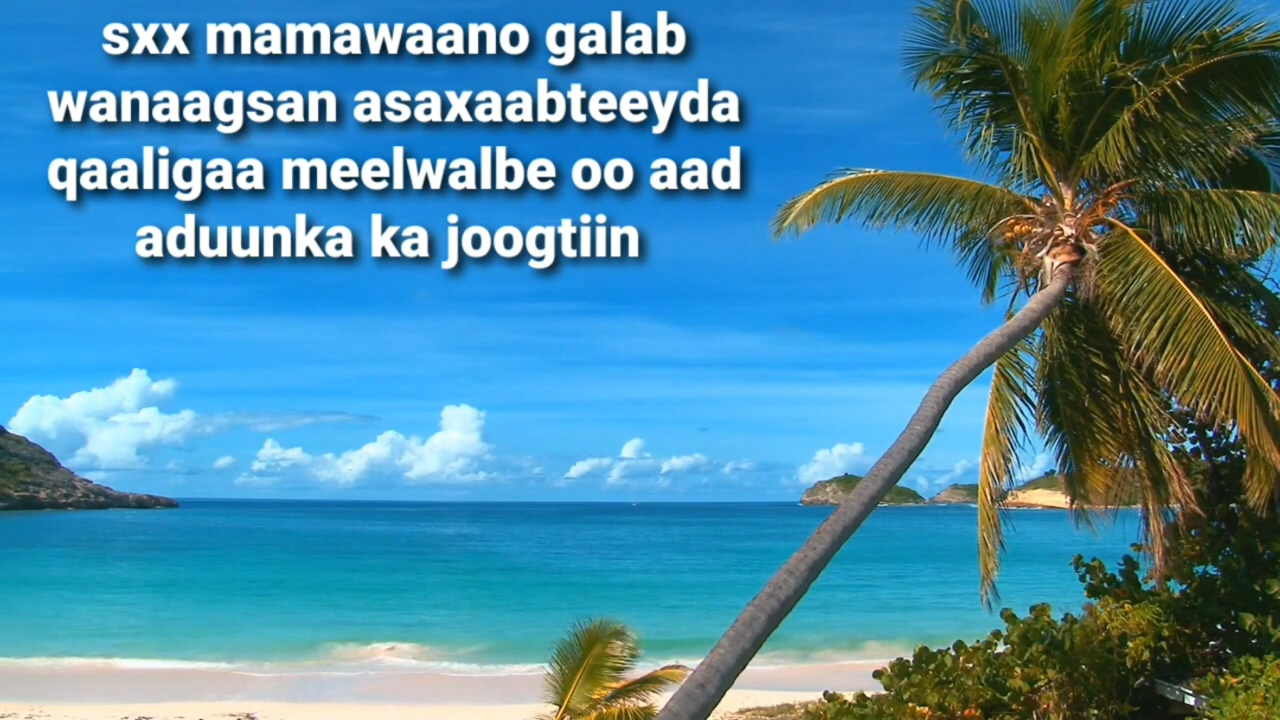 sxx mamawaano galab
wanaagsan asaxaabteeyda
qaaligaa meelwalbe oo aad
aduunka ka joogtiin